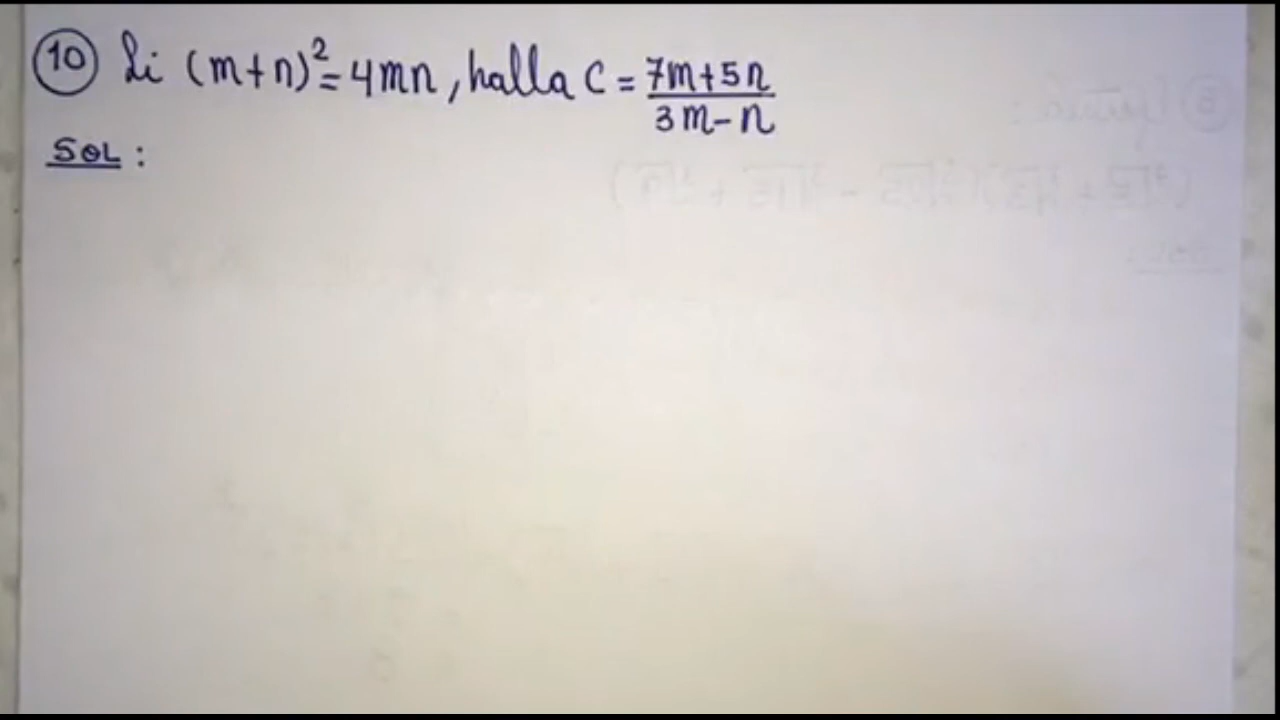 10 Si (m+n)²=4mn, halla C = 7m+5n / 3m-n
SOL: